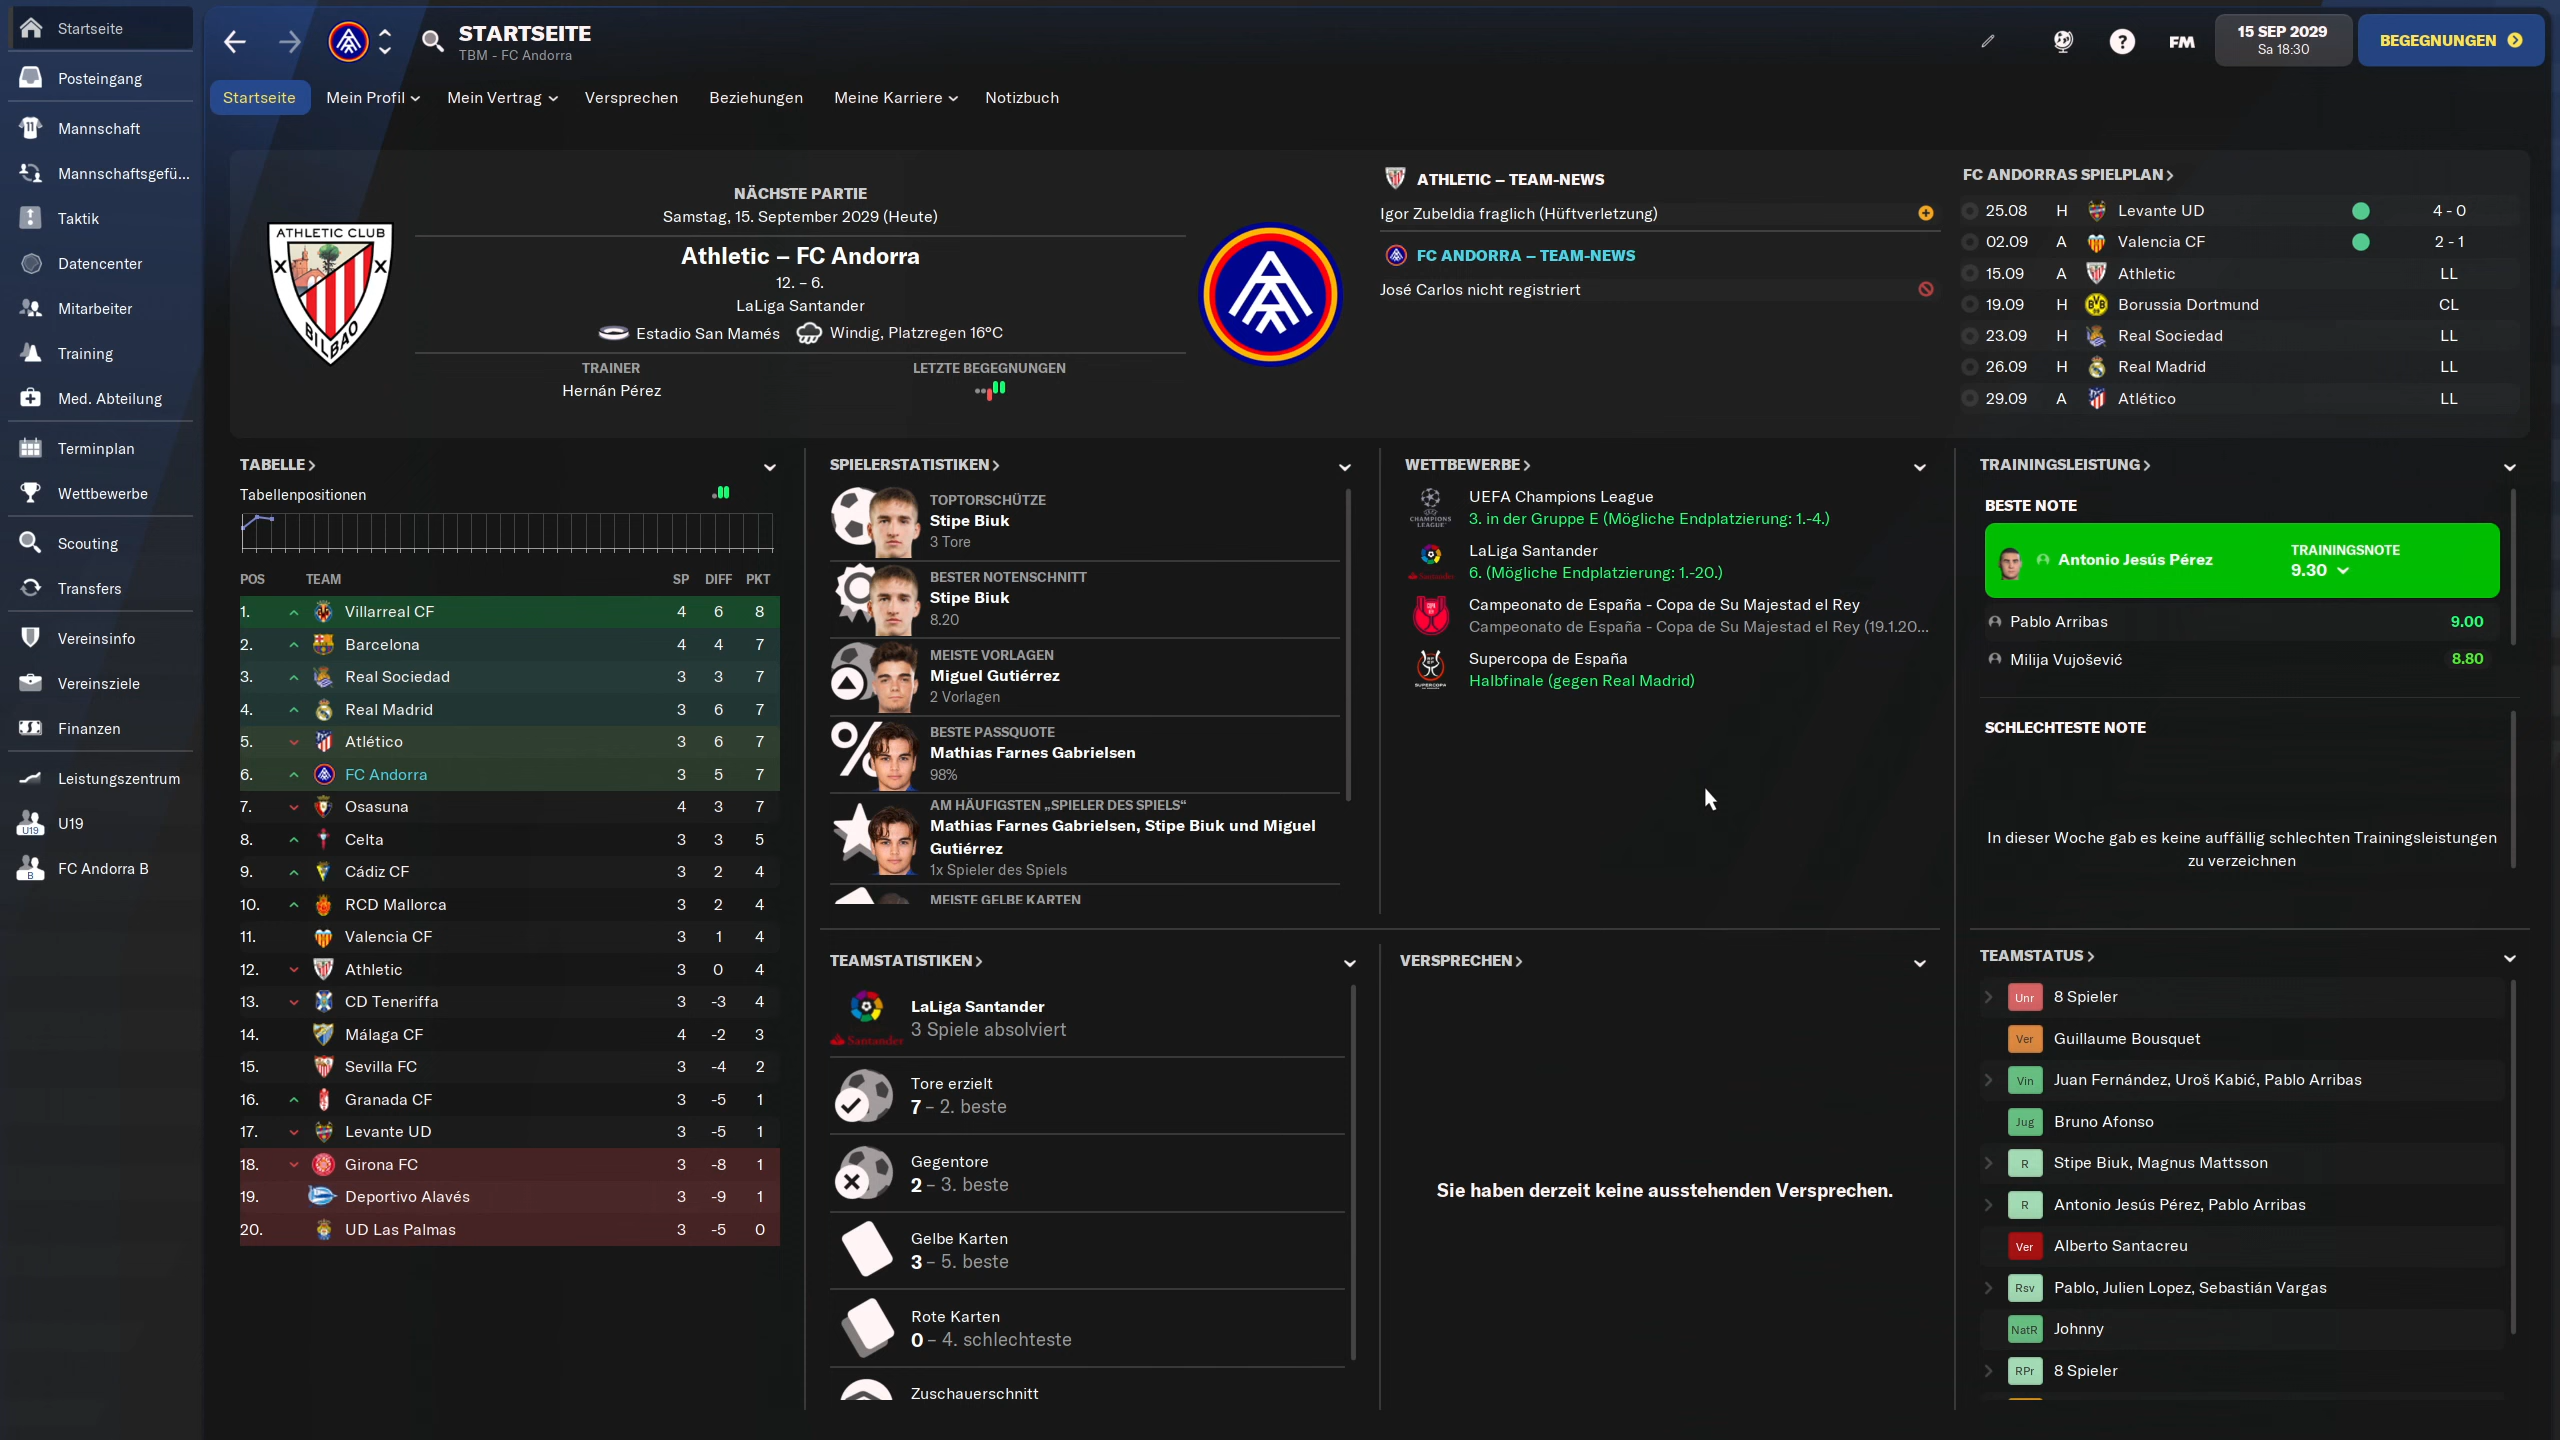 Startseite
Posteingang
Mannschaft
Mannschaftsgefü...
Taktik
Datencenter
Mitarbeiter
Training
Med. Abteilung
Terminplan
Wettbewerbe
Scouting
Transfers
Vereinsinfo
Vereinsziele
Finanzen
Leistungszentrum
U19
U19
B
FC Andorra B
STARTSEITE
TBM - FC Andorra
?
FM
15 SEP 2029
Sa 18:30
BEGEGNUNGEN
Startseite Mein Profil Mein Vertrag Versprechen Beziehungen Meine Karriere Notizbuch
ATHLETIC CLUB
BILBAO
NÄCHSTE PARTIE
Samstag, 15. September 2029 (Heute)
Athletic – FC Andorra
12. – 6.
LaLiga Santander
Estadio San Mamés Windig, Platzregen 16°C
TRAINER
Hernán Pérez
LETZTE BEGEGNUNGEN
ATHLETIC – TEAM-NEWS
Igor Zubeldia fraglich (Hüftverletzung)
FC ANDORRA – TEAM-NEWS
José Carlos nicht registriert
FC ANDORRAS SPIELPLAN
25.08 H Levante UD 4 - 0
02.09 A Valencia CF 2 - 1
15.09 A Athletic LL
19.09 H Borussia Dortmund CL
23.09 H Real Sociedad LL
26.09 H Real Madrid LL
29.09 A Atlético LL
TABELLE
Tabellenpositionen
POS TEAM SP DIFF PKT
1. Villarreal CF 4 6 8
2. Barcelona 4 4 7
3. Real Sociedad 3 3 7
4. Real Madrid 3 6 7
5. Atlético 3 6 7
6. FC Andorra 3 5 7
7. Osasuna 4 3 7
8. Celta 3 3 5
9. Cádiz CF 3 2 4
10. RCD Mallorca 3 2 4
11. Valencia CF 3 1 4
12. Athletic 3 0 4
13. CD Teneriffa 3 -3 4
14. Málaga CF 4 -2 3
15. Sevilla FC 3 -4 2
16. Granada CF 3 -5 1
17. Levante UD 3 -5 1
18. Girona FC 3 -8 1
19. Deportivo Alavés 3 -9 1
20. UD Las Palmas 3 -5 0
SPIELERSTATISTIKEN
TOPTORSCHÜTZE
Stipe Biuk
3 Tore
BESTER NOTENSCHNITT
Stipe Biuk
8.20
MEISTE VORLAGEN
Miguel Gutiérrez
2 Vorlagen
%
BESTE PASSQUOTE
Mathias Farnes Gabrielsen
98%
AM HÄUFIGSTEN „SPIELER DES SPIELS“
Mathias Farnes Gabrielsen, Stipe Biuk und Miguel
Gutiérrez
1x Spieler des Spiels
MEISTE GELBE KARTEN
WETTBEWERBE
CHAMPIONS LEAGUE
UEFA Champions League
3. in der Gruppe E (Mögliche Endplatzierung: 1.-4.)
LaLiga Santander
6. (Mögliche Endplatzierung: 1.-20.)
Campeonato de España - Copa de Su Majestad el Rey
Campeonato de España - Copa de Su Majestad el Rey (19.1.20...
SUPERCOPA
Supercopa de España
Halbfinale (gegen Real Madrid)
TRAININGSLEISTUNG
BESTE NOTE
Antonio Jesús Pérez
TRAININGSNOTE
9.30
Pablo Arribas 9.00
Milija Vujošević 8.80
SCHLECHTESTE NOTE
In dieser Woche gab es keine auffällig schlechten Trainingsleistungen
zu verzeichnen
TEAMSTATISTIKEN
Santander
LaLiga Santander
3 Spiele absolviert
Tore erzielt
7 – 2. beste
Gegentore
2 – 3. beste
Gelbe Karten
3 – 5. beste
Rote Karten
0 – 4. schlechteste
Zuschauerschnitt
VERSPRECHEN
Sie haben derzeit keine ausstehenden Versprechen.
TEAMSTATUS
Unr 8 Spieler
Ver Guillaume Bousquet
Vin Juan Fernández, Uroš Kabić, Pablo Arribas
Jug Bruno Afonso
R Stipe Biuk, Magnus Mattsson
R Antonio Jesús Pérez, Pablo Arribas
Ver Alberto Santacreu
Rsv Pablo, Julien Lopez, Sebastián Vargas
NatR Johnny
RPr 8 Spieler